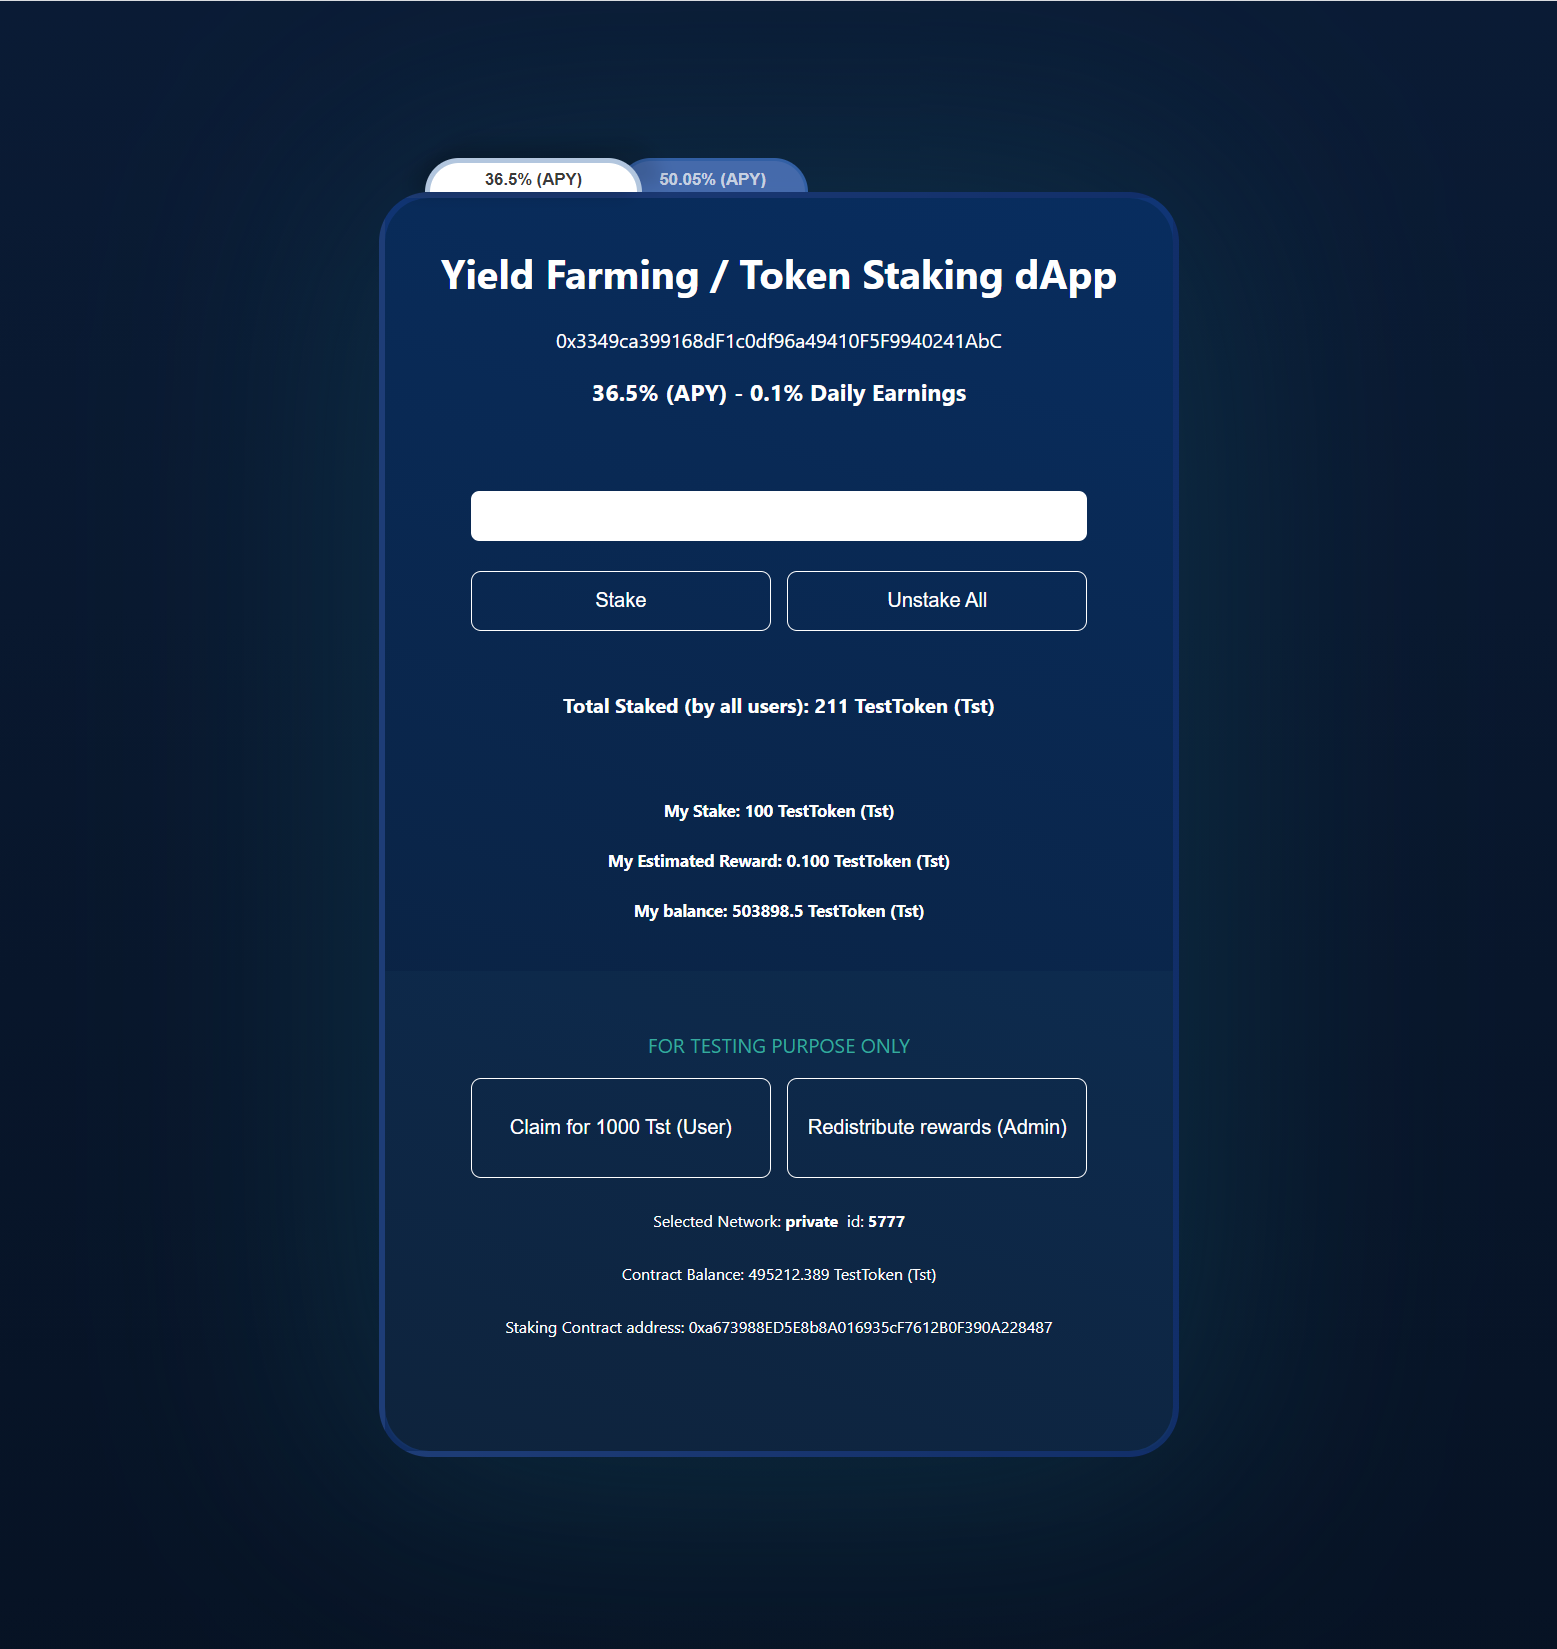 36.5% (APY)
50.05% (APY)
Yield Farming / Token Staking dApp
0x3349ca399168dF1c0df96a49410F5F9940241AbC
36.5% (APY) - 0.1% Daily Earnings
Stake
Unstake All
Total Staked (by all users): 211 TestToken (Tst)
My Stake: 100 TestToken (Tst)
My Estimated Reward: 0.100 TestToken (Tst)
My balance: 503898.5 TestToken (Tst)
FOR TESTING PURPOSE ONLY
Claim for 1000 Tst (User)
Redistribute rewards (Admin)
Selected Network: private id: 5777
Contract Balance: 495212.389 TestToken (Tst)
Staking Contract address: 0xa673988ED5E8b8A016935cF7612B0F390A228487